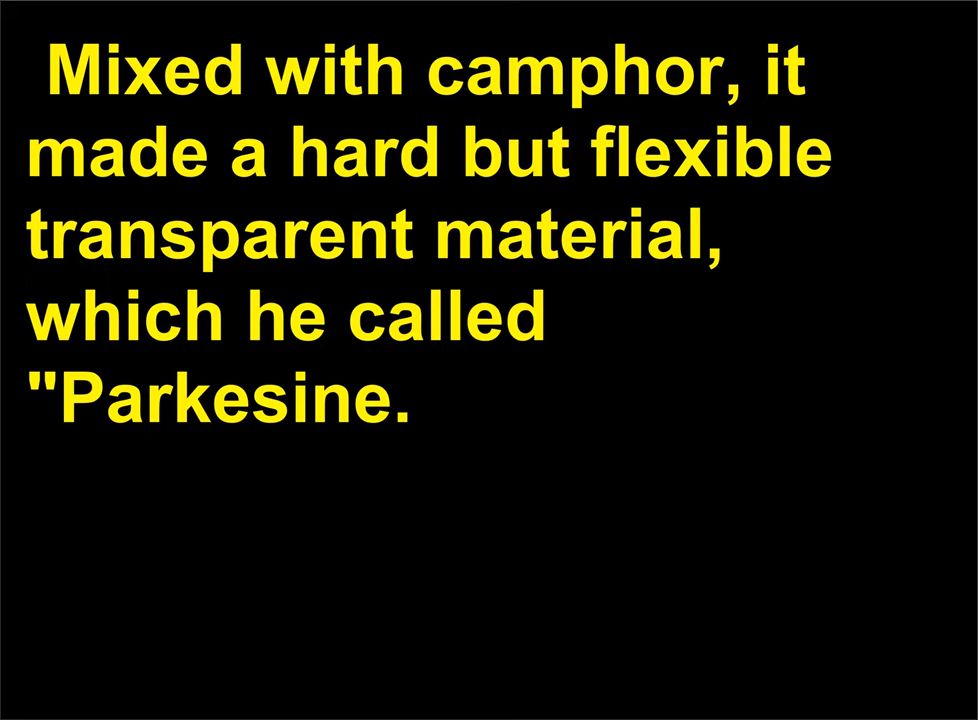 Mixed with camphor, it
made a hard but flexible
transparent material,
which he called
"Parkesine.